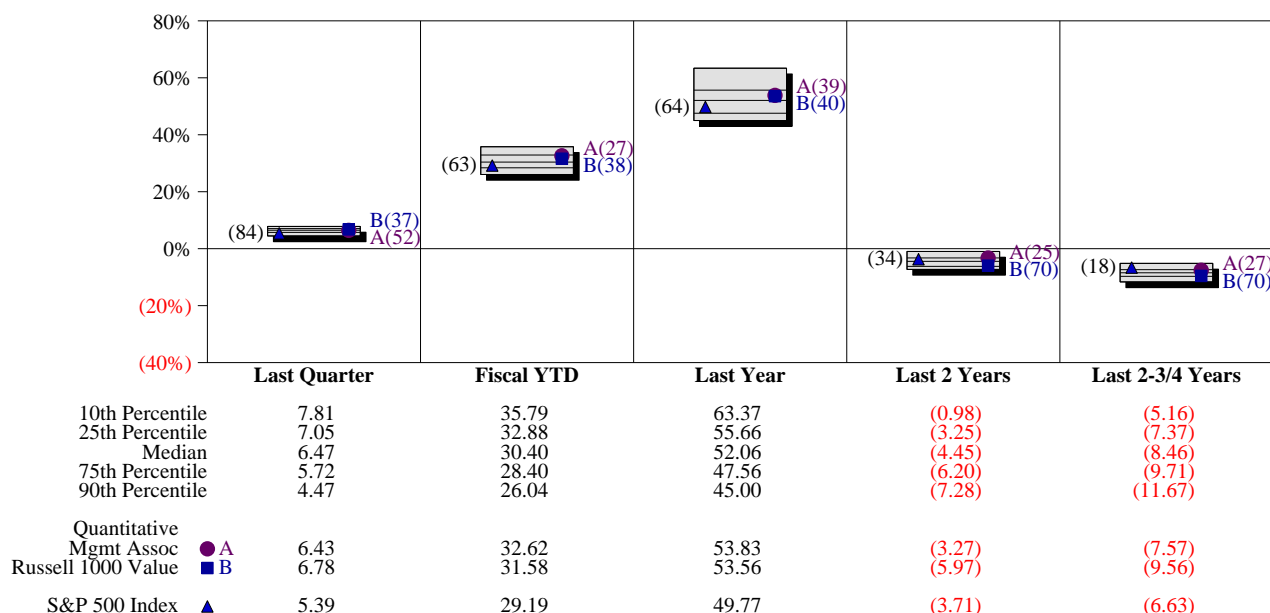 80%
60%
40%
20%
0%
(20%)
(40%)
(84) B(37)
A(52)
(63) A(27)
B(38)
(64) A(39)
B(40)
(34) A(25)
B(70)
(18) A(27)
B(70)
Last Quarter Fiscal YTD Last Year Last 2 Years Last 2-3/4 Years
10th Percentile 7.81 35.79 63.37 (0.98) (5.16)
25th Percentile 7.05 32.88 55.66 (3.25) (7.37)
Median 6.47 30.40 52.06 (4.45) (8.46)
75th Percentile 5.72 28.40 47.56 (6.20) (9.71)
90th Percentile 4.47 26.04 45.00 (7.28) (11.67)
Quantitative
Mgmt Assoc A 6.43 32.62 53.83 (3.27) (7.57)
Russell 1000 Value B 6.78 31.58 53.56 (5.97) (9.56)
S&P 500 Index 5.39 29.19 49.77 (3.71) (6.63)